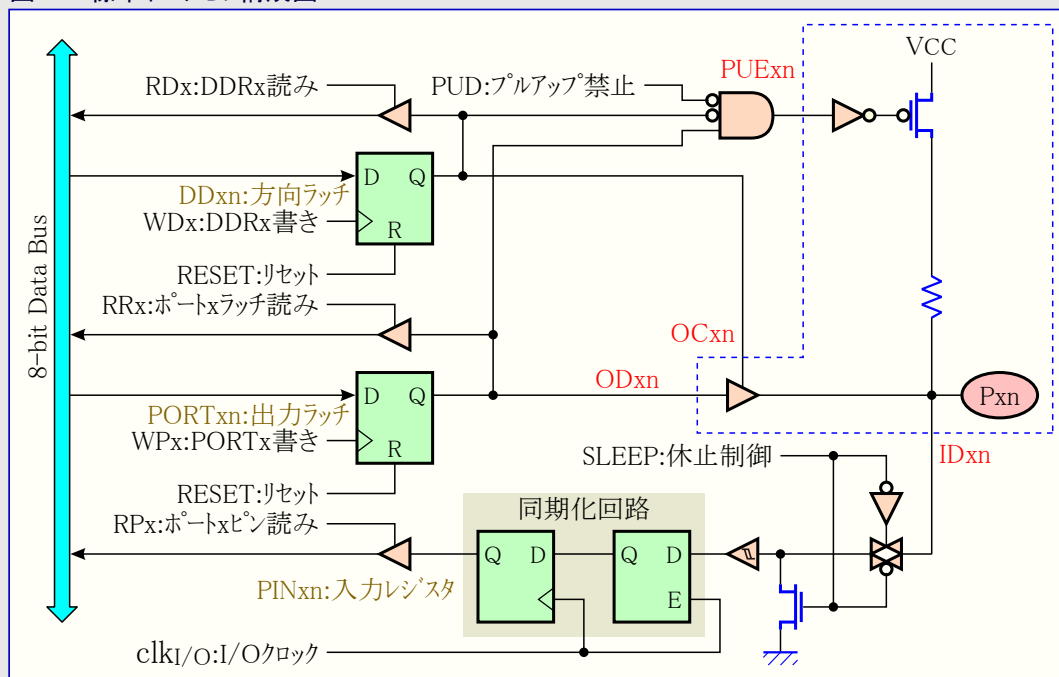 VCC
PUExn
RDx:DDRx読み
PUD:プルアップ禁止
D Q
DDxn:方向ラッチ
WDx:DDRx書き
R
RESET:リセット
RRx:ポートxラッチ読み
8-bit Data Bus
OCxn
ODxn
Pxn
D Q
PORTxn:出力ラッチ
WPx:PORTx書き
R
IDxn
SLEEP:休止制御
RESET:リセット
同期化回路
RPx:ポートxピン読み
Q D
Q D
PINxn:入力レジスタ
E
clkI/O:I/Oクロック